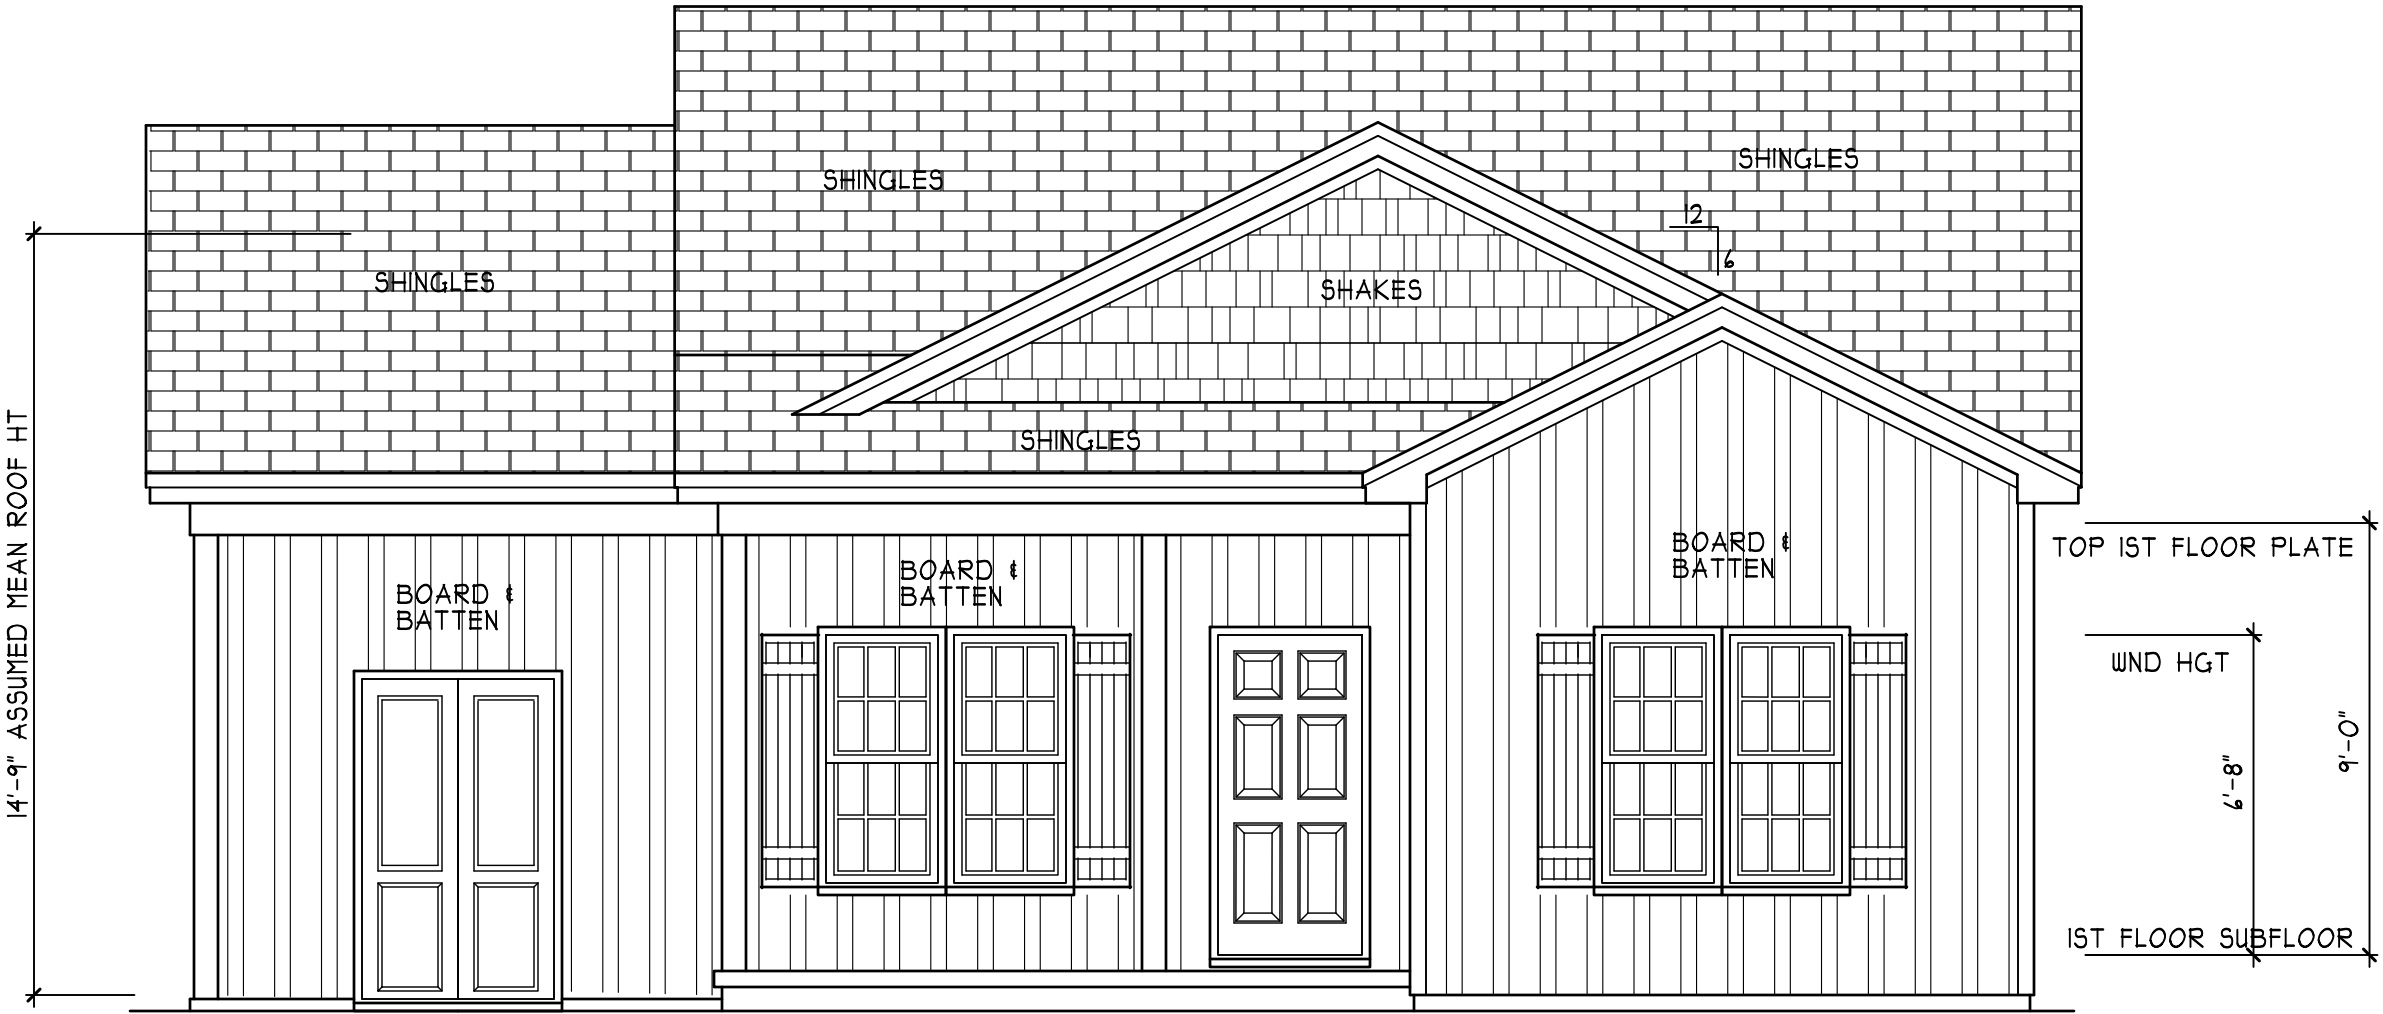 SHINGLES
SHINGLES
12
6
SHINGLES
SHAKES
SHINGLES
14'-9" ASSUMED MEAN ROOF HT
BOARD &
BATTEN
BOARD &
BATTEN
BOARD &
BATTEN
TOP 1ST FLOOR PLATE
WND HGT
6'-8"
9'-0"
1ST FLOOR SUBFLOOR